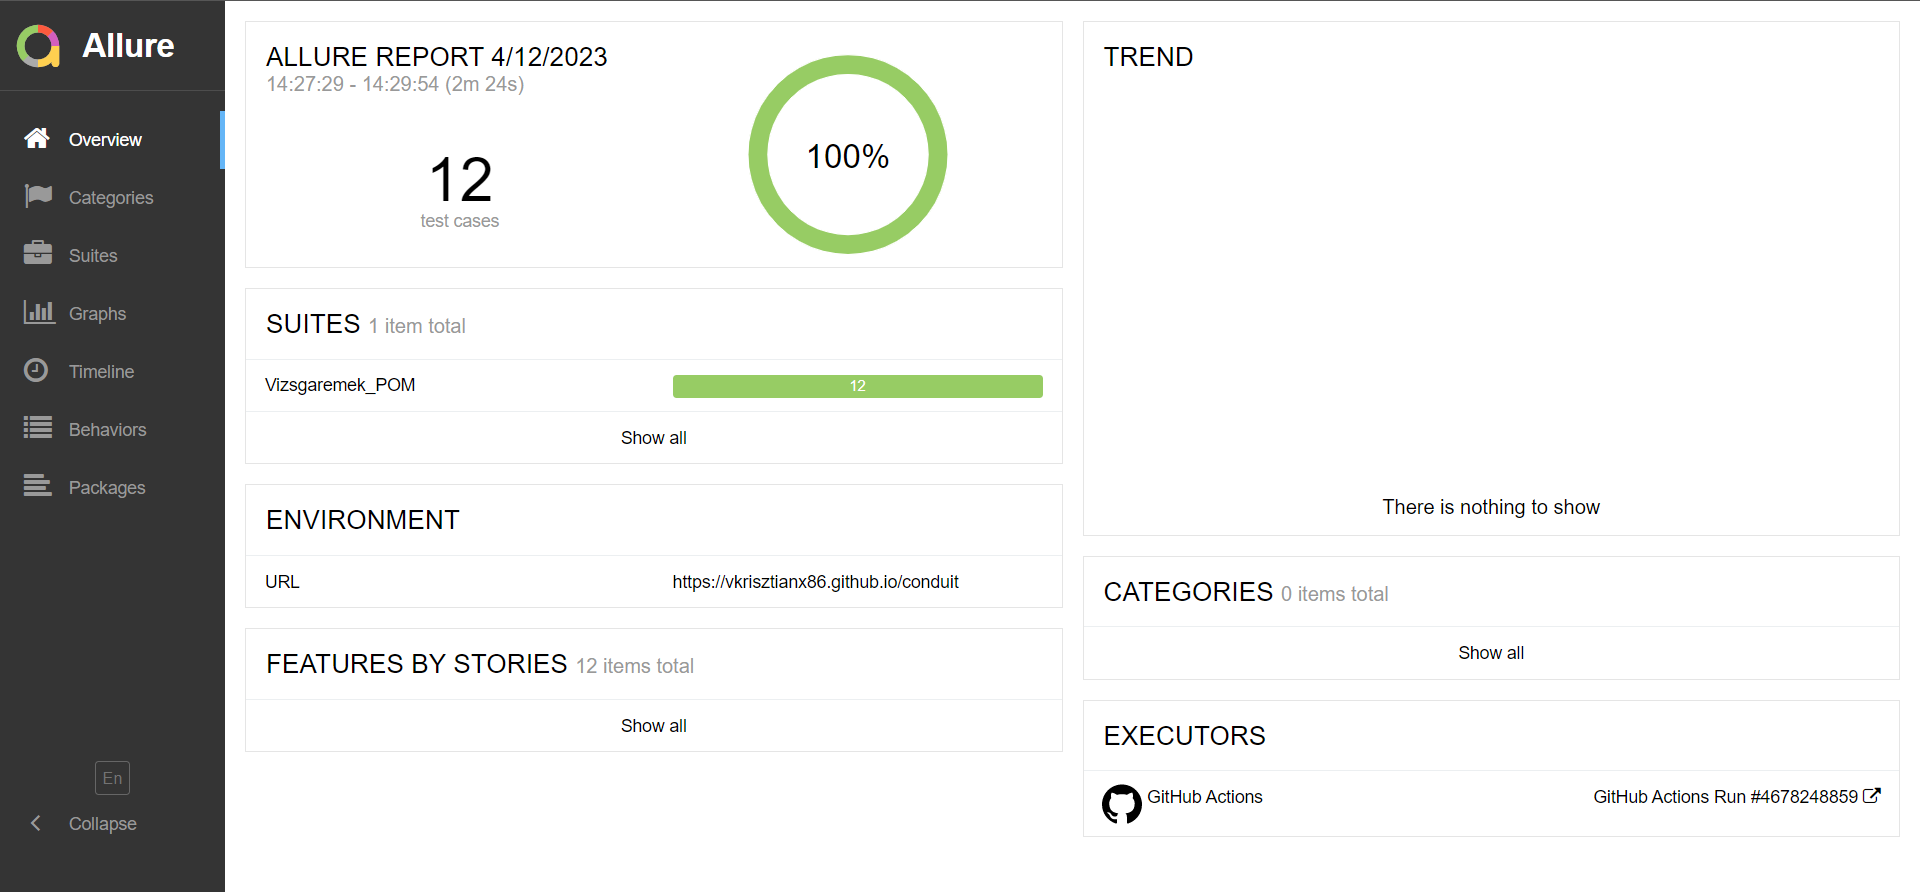 Allure
Overview
Categories
Suites
Graphs
Timeline
Behaviors
Packages
En
Collapse
ALLURE REPORT 4/12/2023
14:27:29 - 14:29:54 (2m 24s)
12
test cases
100%
SUITES 1 item total
Vizsgaremek_POM 12
Show all
ENVIRONMENT
URL https://vkrisztianx86.github.io/conduit
FEATURES BY STORIES 12 items total
Show all
TREND
There is nothing to show
CATEGORIES 0 items total
Show all
EXECUTORS
GitHub Actions GitHub Actions Run #4678248859